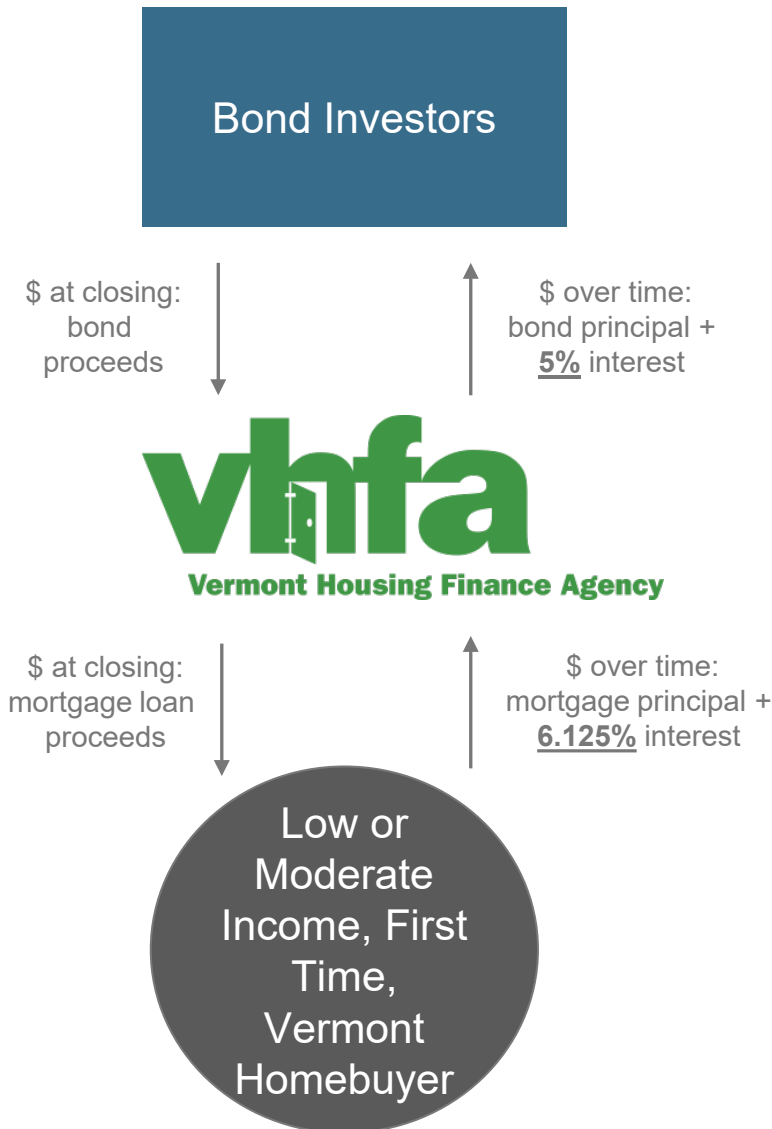 Bond Investors
$ at closing:
bond
proceeds
$ over time:
bond principal +
5% interest
vhfa
Vermont Housing Finance Agency
$ at closing:
mortgage loan
proceeds
$ over time:
mortgage principal +
6.125% interest
Low or
Moderate
Income, First
Time,
Vermont
Homebuyer